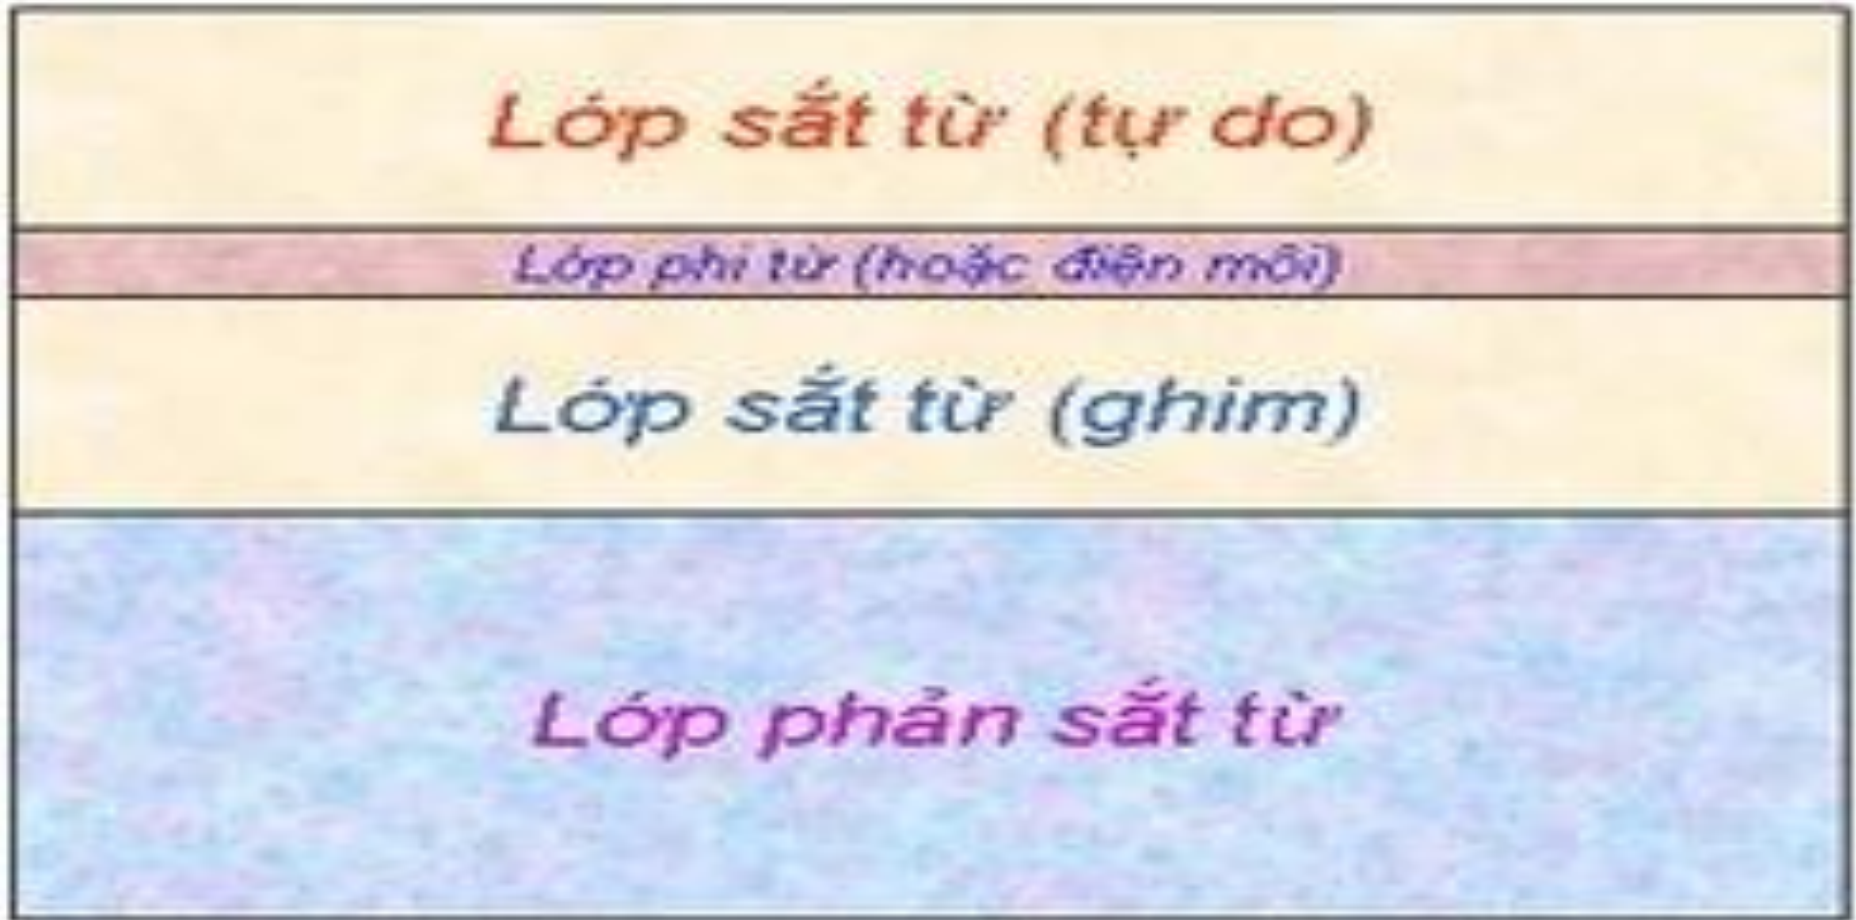 Lớp sắt từ (tự do)
Lớp phi từ (hoặc điện môi)
Lớp sắt từ (ghim)
Lớp phản sắt từ